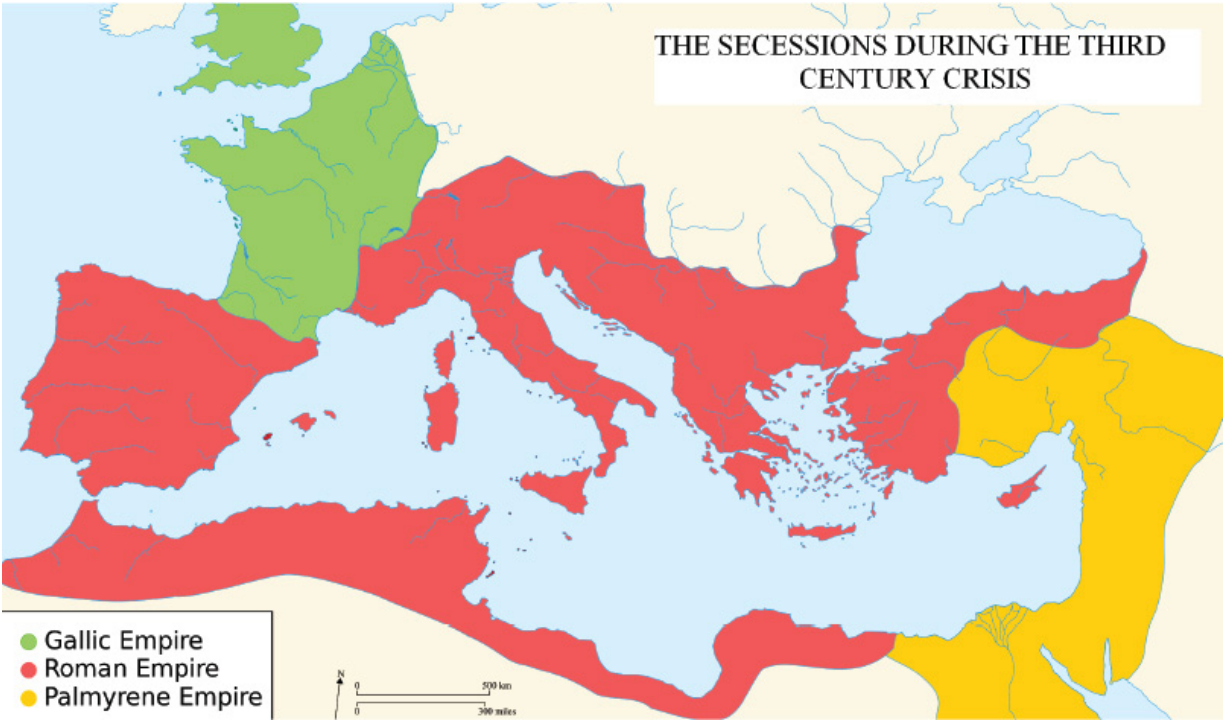 THE SECESSIONS DURING THE THIRD
CENTURY CRISIS
Gallic Empire
Roman Empire
Palmyrene Empire
N
0 500 km
0 300 miles